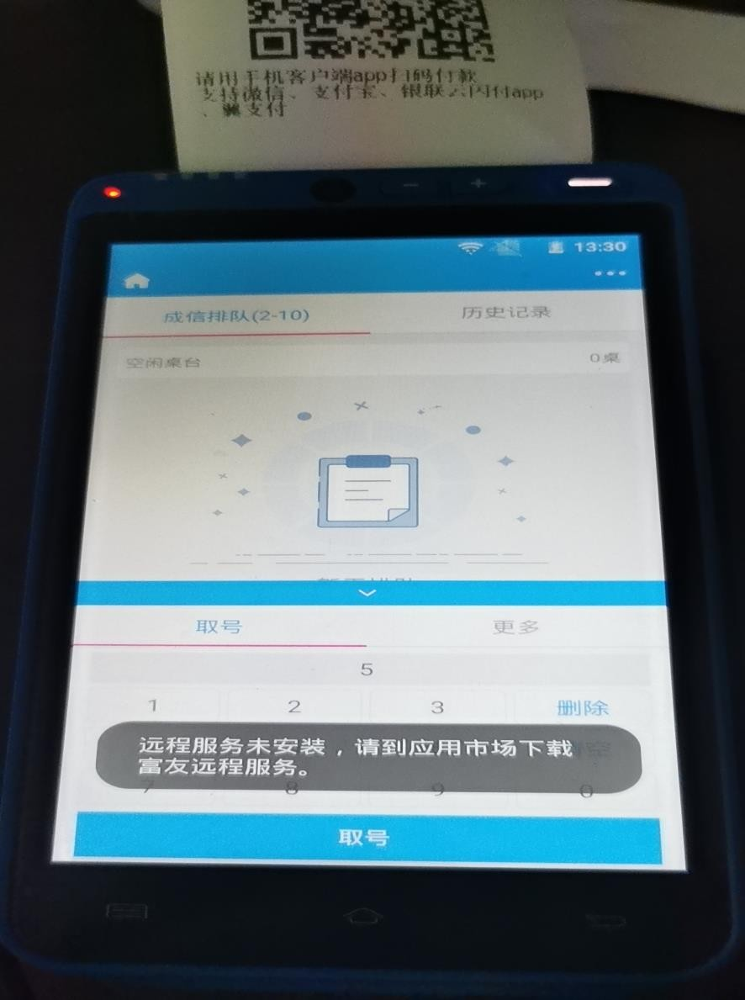 请用手机客户端app扫码付款
支持微信、支付宝、银联云闪付app
、翼支付
13:30
成信排队(2-10)
历史记录
空闲桌台
0桌
取号
更多
5
1
2
3
删除
远程服务未安装，请到应用市场下载
富友远程服务。
7
8
9
0
取号